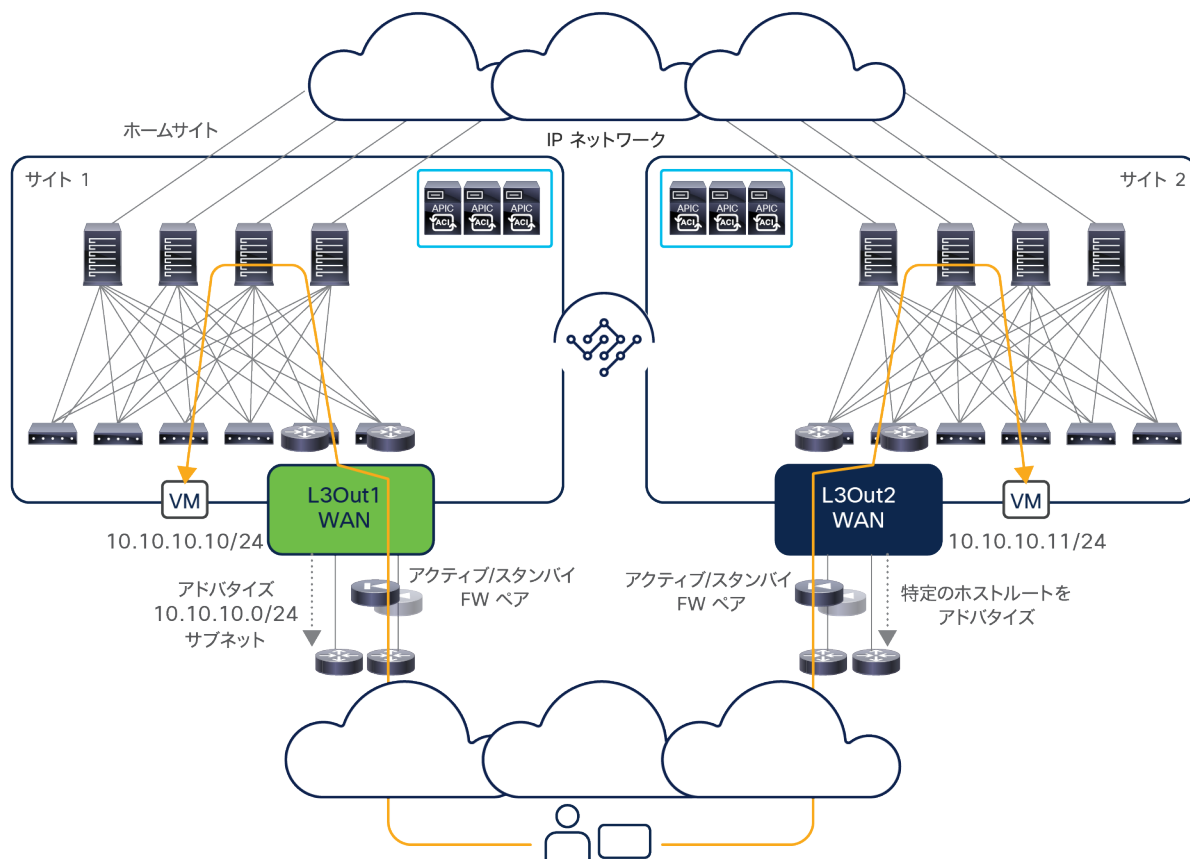 ホームサイト
IP ネットワーク
サイト 1
サイト 2
APIC
APIC
APIC
ACI
ACI
ACI
APIC
APIC
APIC
ACI
ACI
ACI
VM
L3Out1
WAN
10.10.10.10/24
アドバタイズ
10.10.10.0/24
サブネット
アクティブ/スタンバイ
FW ペア
L3Out2
WAN
VM
10.10.10.11/24
アクティブ/スタンバイ
FW ペア
特定のホストルートを
アドバタイズ